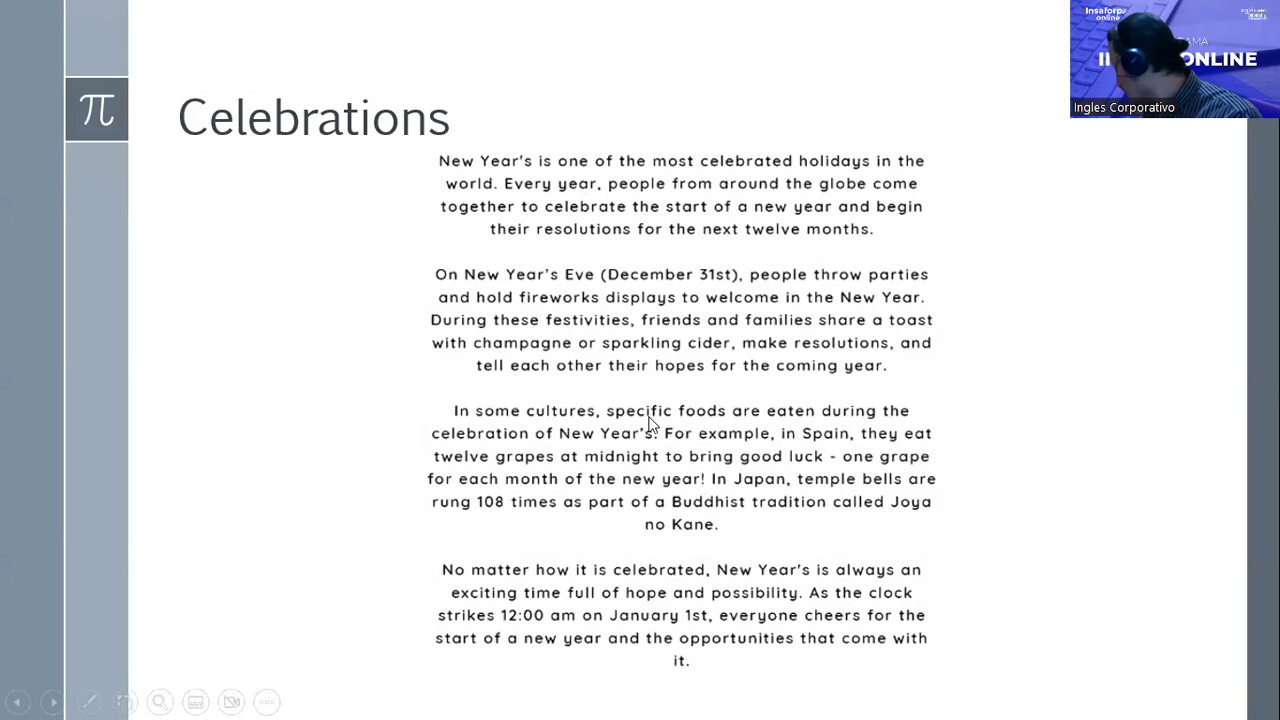 π
Celebrations
New Year's is one of the most celebrated holidays in the
world. Every year, people from around the globe come
together to celebrate the start of a new year and begin
their resolutions for the next twelve months.
On New Year's Eve (December 31st), people throw parties
and hold fireworks displays to welcome in the New Year.
During these festivities, friends and families share a toast
with champagne or sparkling cider, make resolutions, and
tell each other their hopes for the coming year.
In some cultures, specific foods are eaten during the
celebration of New Year's. For example, in Spain, they eat
twelve grapes at midnight to bring good luck - one grape
for each month of the new year! In Japan, temple bells are
rung 108 times as part of a Buddhist tradition called Joya
no Kane.
No matter how it is celebrated, New Year's is always an
exciting time full of hope and possibility. As the clock
strikes 12:00 am on January 1st, everyone cheers for the
start of a new year and the opportunities that come with
it.
Insaforp
online
ONLINE
Ingles Corporativo